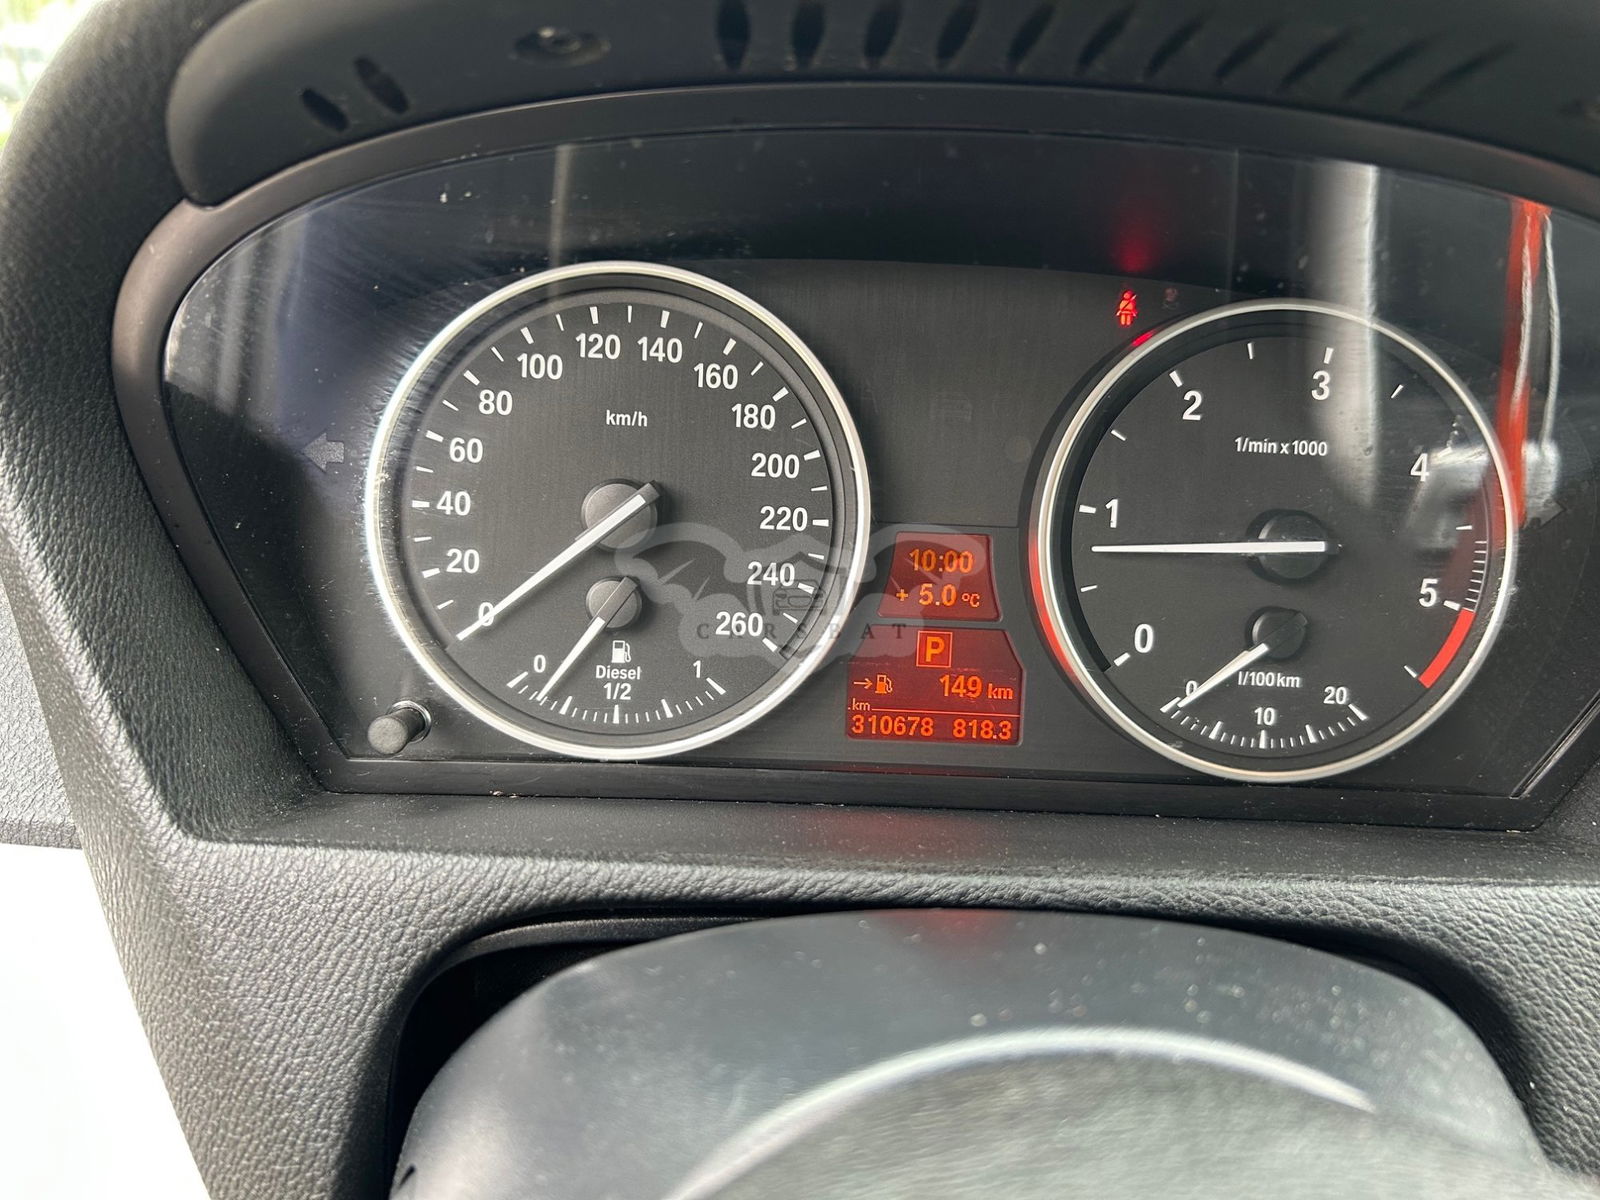 120 140
100 160
80 180
km/h
60 200
40 220
20 240
0 260
Diesel
0 1/2 1
10:00
+ 5.0 °C
P
149 km
km
310678 818.3
CARSEAT
3
2
1/min x 1000
4
1
5
0
l/100km
0 10 20